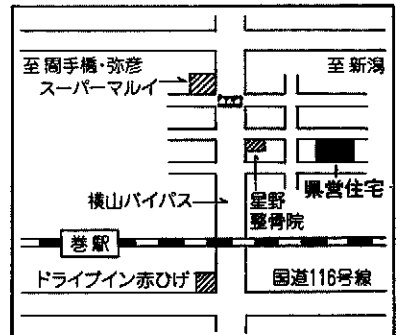 至岡手橋・弥彦
至新潟
スーパーマルイ
県営住宅
横山バイパス
星野
整骨院
巻駅
ドライブイン赤ひげ
国道116号線